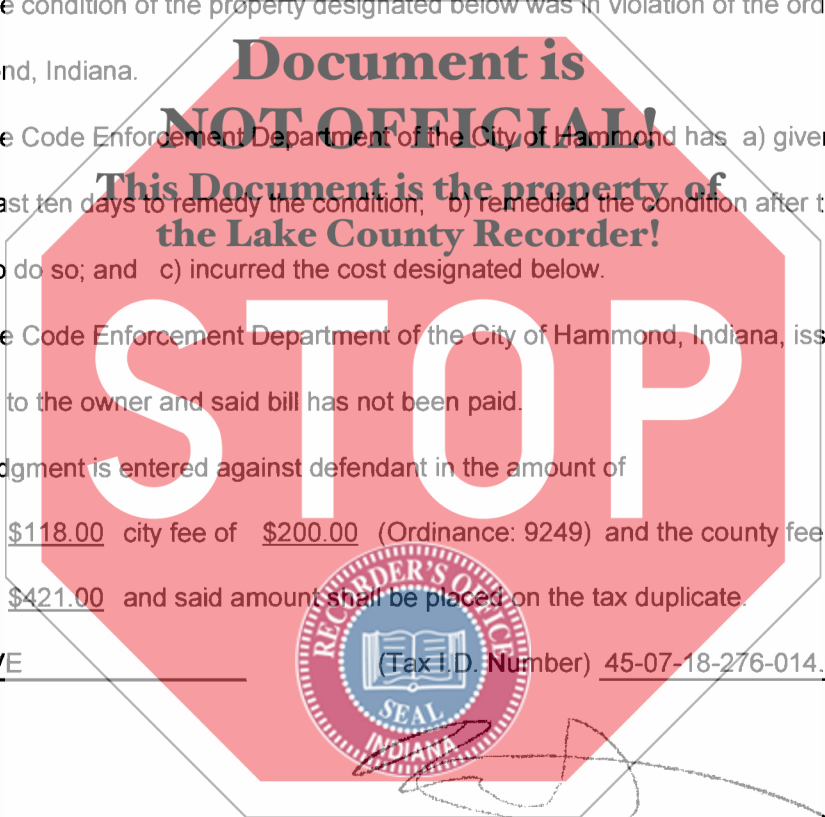 e condition of the property designated below was in violation of the ord
Document is
nd, Indiana.
NOT OFFICIAL!
e Code Enforcement Department of the City of Hammond has a) give
This Document is the property of
ast ten days to remedy the condition; b) remedied the condition after t
the Lake County Recorder!
o do so; and c) incurred the cost designated below.
STOP
e Code Enforcement Department of the City of Hammond, Indiana, iss
to the owner and said bill has not been paid.
dgment is entered against defendant in the amount of
$118.00 city fee of $200.00 (Ordinance: 9249) and the county fee
$421.00 and said amount shall be placed on the tax duplicate.
RECORDER'S OFFICE
VE (Tax I.D. Number) 45-07-18-276-014.
SEAL
INDIANA